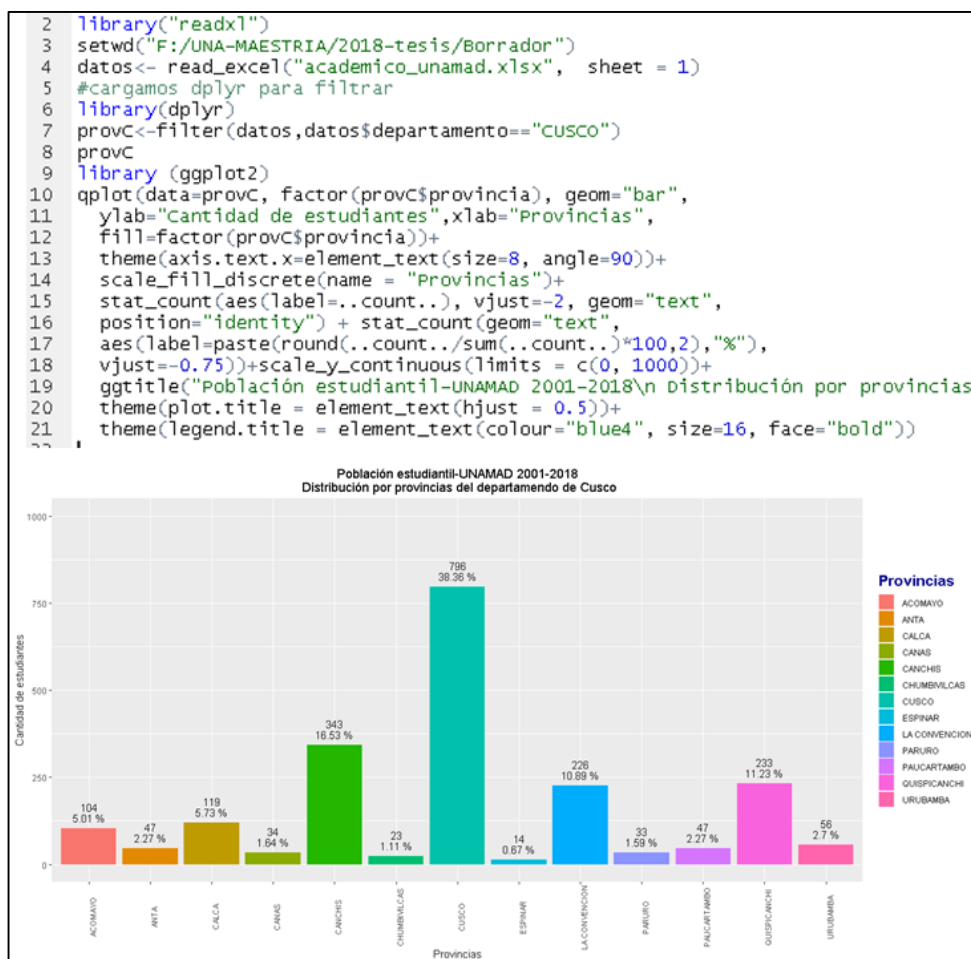 2 library("readxl")
3 setwd("F:/UNA-MAESTRIA/2018-tesis/Borrador")
4 datos<- read_excel("academico_unamad.xlsx", sheet = 1)
5 #cargamos dplyr para filtrar
6 library(dplyr)
7 provC<-filter(datos,datos$departamento=="CUSCO")
8 provC
9 library (ggplot2)
10 qplot(data=provC, factor(provC$provincia), geom="bar",
11 ylab="Cantidad de estudiantes",xlab="Provincias",
12 fill=factor(provC$provincia))+
13 theme(axis.text.x=element_text(size=8, angle=90))+
14 scale_fill_discrete(name = "Provincias")+
15 stat_count(aes(label=..count..), vjust=-2, geom="text",
16 position="identity") + stat_count(geom="text",
17 aes(label=paste(round(..count../sum(..count..)*100,2),"%"),
18 vjust=-0.75))+scale_y_continuous(limits = c(0, 1000))+
19 ggtitle("Población estudiantil-UNAMAD 2001-2018\n Distribución por provincias
20 theme(plot.title = element_text(hjust = 0.5))+
21 theme(legend.title = element_text(colour="blue4", size=16, face="bold"))
Población estudiantil-UNAMAD 2001-2018
Distribución por provincias del departamendo de Cusco
Cantidad de estudiantes
1000
750
500
250
0
104
5.01 %
47
2.27 %
119
5.73 %
34
1.64 %
343
16.53 %
23
1.11 %
796
38.36 %
14
0.67 %
226
10.89 %
33
1.59 %
47
2.27 %
233
11.23 %
56
2.7 %
ACOMAYO
ANTA
CALCA
CANAS
CANCHIS
CHUMBIVILCAS
CUSCO
ESPINAR
LA CONVENCION
PARURO
PAUCARTAMBO
QUISPICANCHI
URUBAMBA
Provincias
Provincias
ACOMAYO
ANTA
CALCA
CANAS
CANCHIS
CHUMBIVILCAS
CUSCO
ESPINAR
LA CONVENCION
PARURO
PAUCARTAMBO
QUISPICANCHI
URUBAMBA